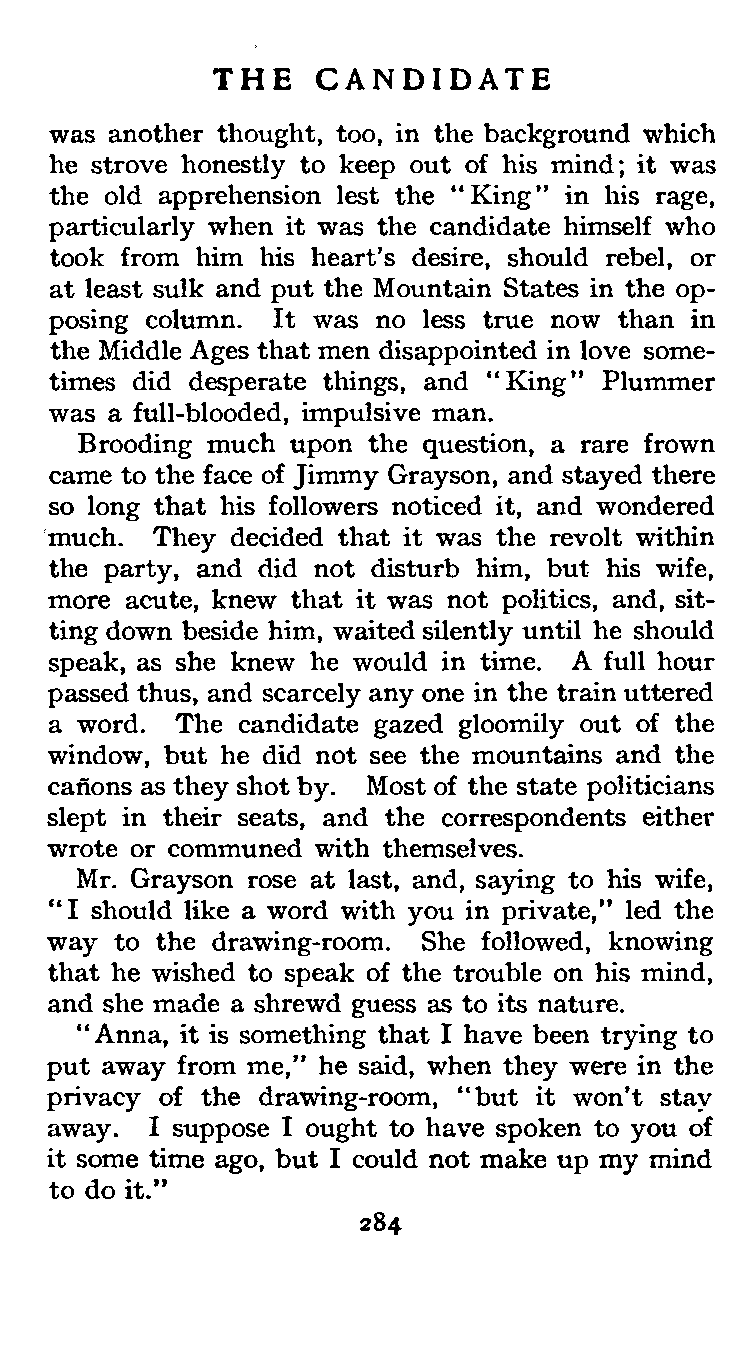 THE CANDIDATE
was another thought, too, in the background which
he strove honestly to keep out of his mind; it was
the old apprehension lest the "King" in his rage,
particularly when it was the candidate himself who
took from him his heart's desire, should rebel, or
at least sulk and put the Mountain States in the op-
posing column. It was no less true now than in
the Middle Ages that men disappointed in love some-
times did desperate things, and "King" Plummer
was a full-blooded, impulsive man.
Brooding much upon the question, a rare frown
came to the face of Jimmy Grayson, and stayed there
so long that his followers noticed it, and wondered
much. They decided that it was the revolt within
the party, and did not disturb him, but his wife,
more acute, knew that it was not politics, and, sit-
ting down beside him, waited silently until he should
speak, as she knew he would in time. A full hour
passed thus, and scarcely any one in the train uttered
a word. The candidate gazed gloomily out of the
window, but he did not see the mountains and the
cañons as they shot by. Most of the state politicians
slept in their seats, and the correspondents either
wrote or communed with themselves.
Mr. Grayson rose at last, and, saying to his wife,
"I should like a word with you in private," led the
way to the drawing-room. She followed, knowing
that he wished to speak of the trouble on his mind,
and she made a shrewd guess as to its nature.
"Anna, it is something that I have been trying to
put away from me," he said, when they were in the
privacy of the drawing-room, "but it won't stay
away. I suppose I ought to have spoken to you of
it some time ago, but I could not make up my mind
to do it."
284